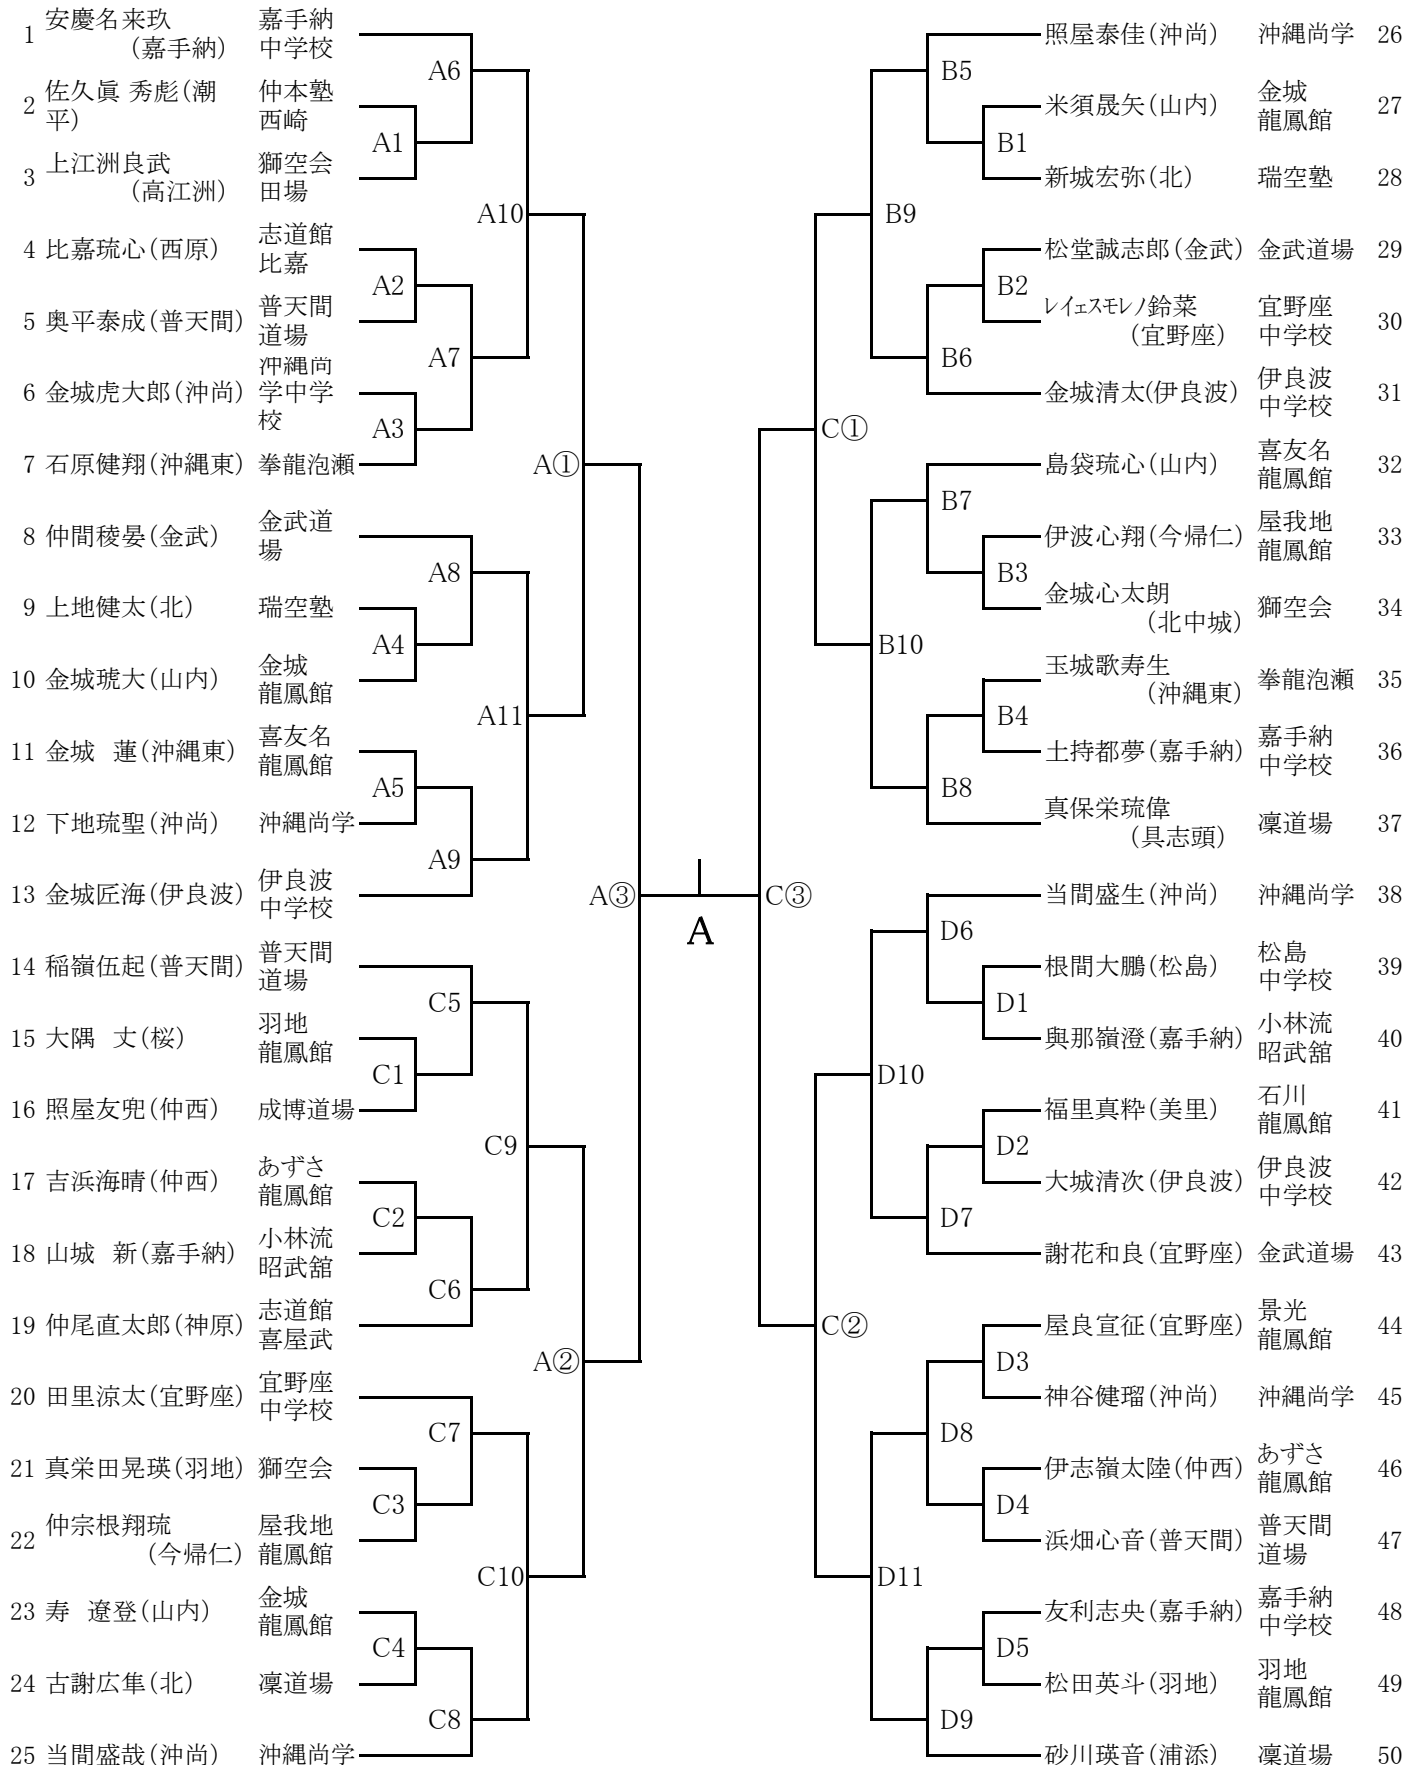 1 安慶名来玖 嘉手納
(嘉手納) 中学校
2 佐久眞 秀彪(潮 仲本塾
平) 西崎
3 上江洲良武 獅空会
(高江洲) 田場
4 比嘉琉心(西原) 志道館
比嘉
5 奥平泰成(普天間) 普天間
道場
6 金城虎大郎(沖尚) 沖縄尚
学中学
校
7 石原健翔(沖縄東) 拳龍泡瀬
8 仲間稜晏(金武) 金武道
場
9 上地健太(北) 瑞空塾
10 金城琥大(山内) 金城
龍鳳館
11 金城 蓮(沖縄東) 喜友名
龍鳳館
12 下地琉聖(沖尚) 沖縄尚学
13 金城匠海(伊良波) 伊良波
中学校
14 稲嶺伍起(普天間) 普天間
道場
15 大隅 丈(桜) 羽地
龍鳳館
16 照屋友兜(仲西) 成博道場
17 吉浜海晴(仲西) あずさ
龍鳳館
18 山城 新(嘉手納) 小林流
昭武舘
19 仲尾直太郎(神原) 志道館
喜屋武
20 田里涼太(宜野座) 宜野座
中学校
21 真栄田晃瑛(羽地) 獅空会
22 仲宗根翔琉 屋我地
(今帰仁) 龍鳳館
23 寿 遼登(山内) 金城
龍鳳館
24 古謝広隼(北) 凜道場
25 当間盛哉(沖尚) 沖縄尚学
A6
A1
A10
A2
A7
A3
A①
A8
A4
A11
A5
A9
A③
C5
C1
C9
C2
C6
A②
C7
C3
C10
C4
C8
A
B5
B1
B9
B2
B6
C①
B7
B3
B10
B4
B8
C③
D6
D1
D10
D2
D7
C②
D3
D8
D4
D11
D5
D9
照屋泰佳(沖尚) 沖縄尚学 26
米須晟矢(山内) 金城
龍鳳館 27
新城宏弥(北) 瑞空塾 28
松堂誠志郎(金武) 金武道場 29
レイェスモレノ鈴菜 宜野座
(宜野座) 中学校 30
金城清太(伊良波) 伊良波
中学校 31
島袋琉心(山内) 喜友名
龍鳳館 32
伊波心翔(今帰仁) 屋我地
龍鳳館 33
金城心太朗
(北中城) 獅空会 34
玉城歌寿生
(沖縄東) 拳龍泡瀬 35
土持都夢(嘉手納) 嘉手納
中学校 36
真保栄琉偉
(具志頭) 凜道場 37
当間盛生(沖尚) 沖縄尚学 38
根間大鵬(松島) 松島
中学校 39
與那嶺澄(嘉手納) 小林流
昭武舘 40
福里真粋(美里) 石川
龍鳳館 41
大城清次(伊良波) 伊良波
中学校 42
謝花和良(宜野座) 金武道場 43
屋良宣征(宜野座) 景光
龍鳳館 44
神谷健瑠(沖尚) 沖縄尚学 45
伊志嶺太陸(仲西) あずさ
龍鳳館 46
浜畑心音(普天間) 普天間
道場 47
友利志央(嘉手納) 嘉手納
中学校 48
松田英斗(羽地) 羽地
龍鳳館 49
砂川瑛音(浦添) 凜道場 50